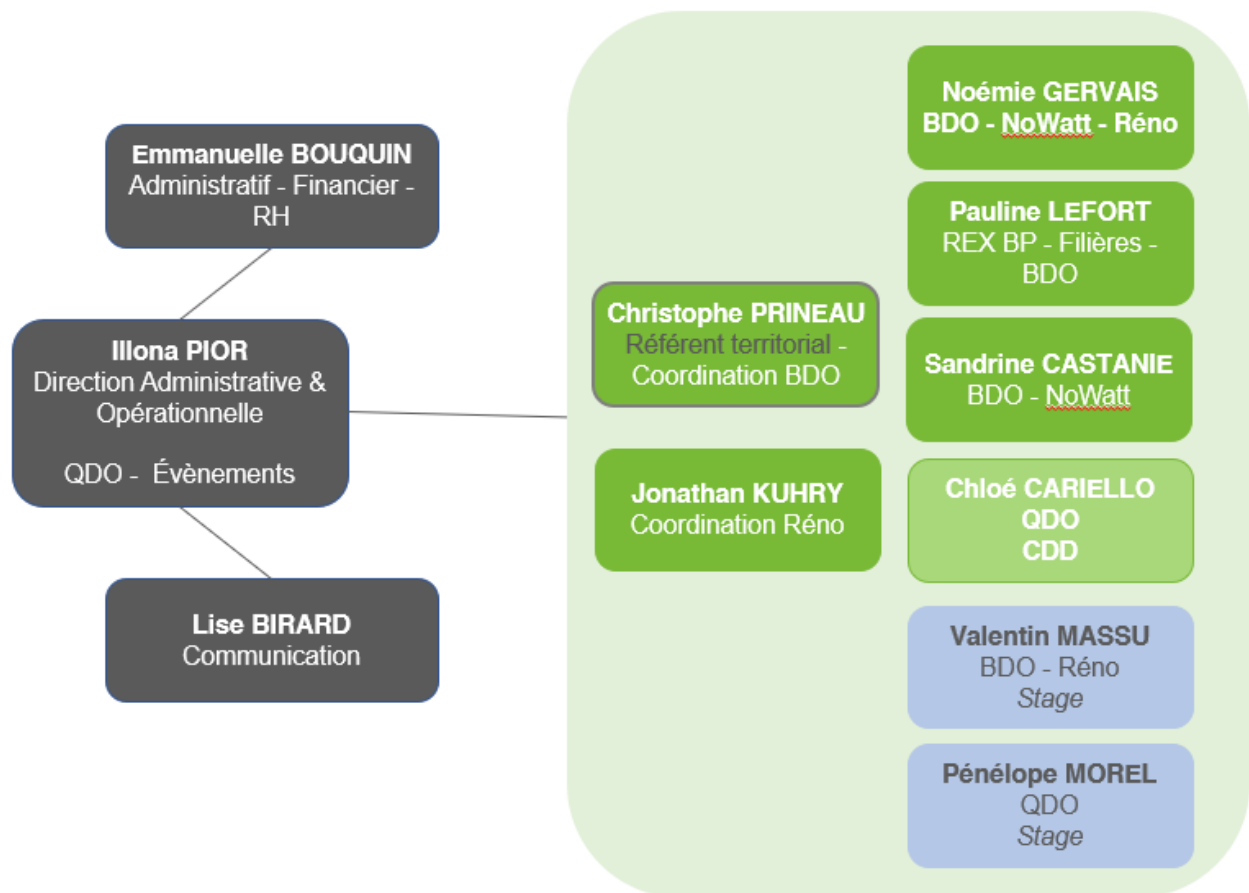 Emmanuelle BOUQUIN
Administratif - Financier -
RH
Illona PIOR
Direction Administrative &
Opérationnelle
QDO -  Évènements
Lise BIRARD
Communication
Christophe PRINEAU
Référent territorial -
Coordination BDO
Jonathan KUHRY
Coordination Réno
Noémie GERVAIS
BDO - NoWatt - Réno
Pauline LEFORT
REX BP - Filières -
BDO
Sandrine CASTANIE
BDO - NoWatt
Chloé CARIELLO
QDO
CDD
Valentin MASSU
BDO - Réno
Stage
Pénélope MOREL
QDO
Stage